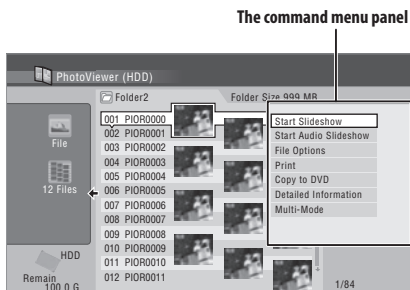 The command menu panel
PhotoViewer (HDD)
Folder2
Folder Size 999 MB
File
12 Files
HDD
Remain
100.0 G
001 PIOR0000
002 PIOR0001
003 PIOR0002
004 PIOR0003
005 PIOR0004
006 PIOR0005
007 PIOR0006
008 PIOR0007
009 PIOR0008
010 PIOR0009
011 PIOR0010
012 PIOR0011
Start Slideshow
Start Audio Slideshow
File Options
Print
Copy to DVD
Detailed Information
Multi-Mode
1/84